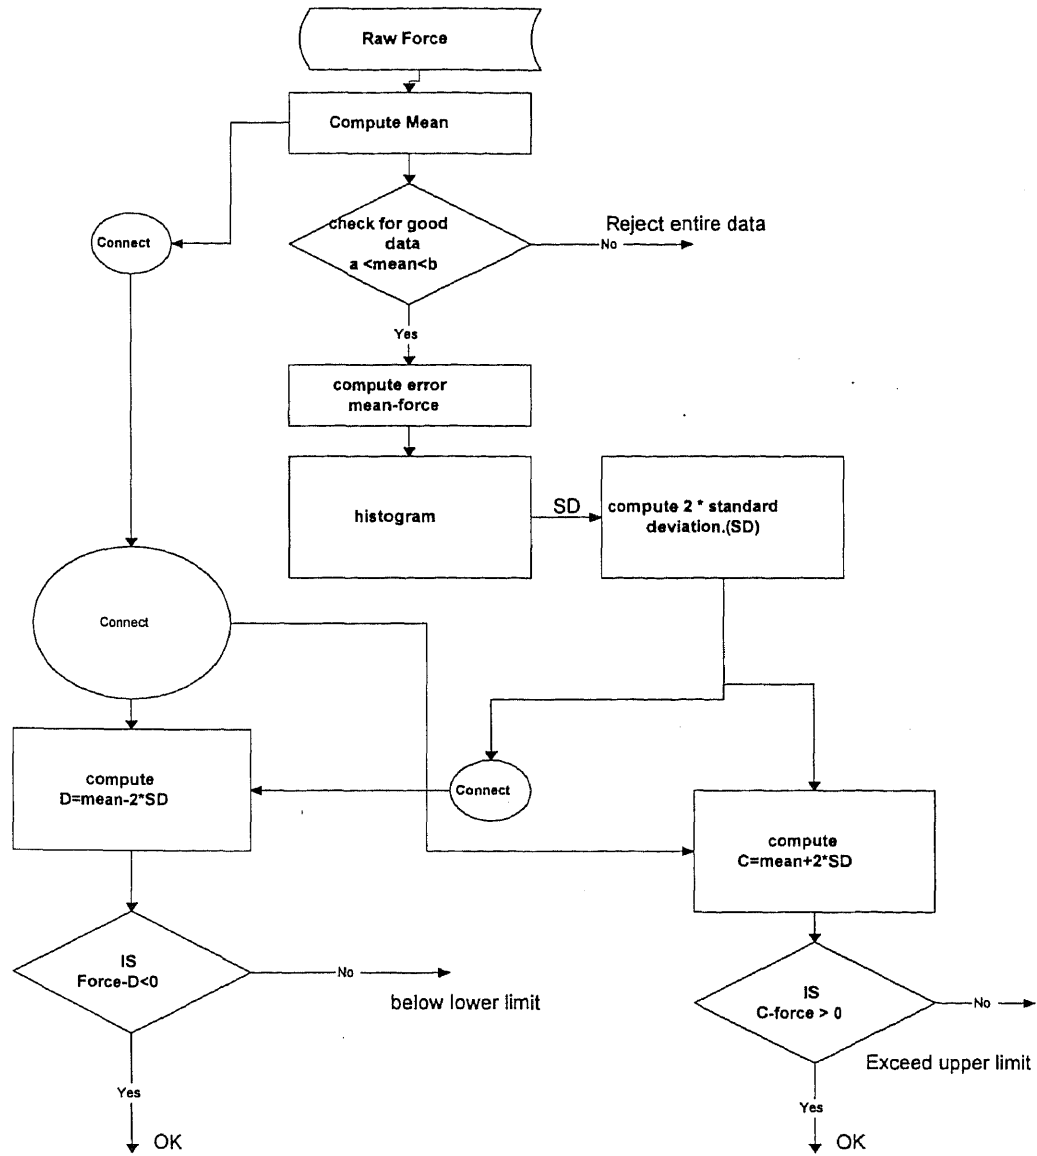 Raw Force
Compute Mean
check for good
data
a <mean<b
No
Reject entire data
Connect
Yes
compute error
mean-force
histogram
SD
compute 2 * standard
deviation.(SD)
Connect
compute
D=mean-2*SD
Connect
compute
C=mean+2*SD
IS
Force-D<0
No
below lower limit
IS
C-force > 0
No
Exceed upper limit
Yes
OK
Yes
OK